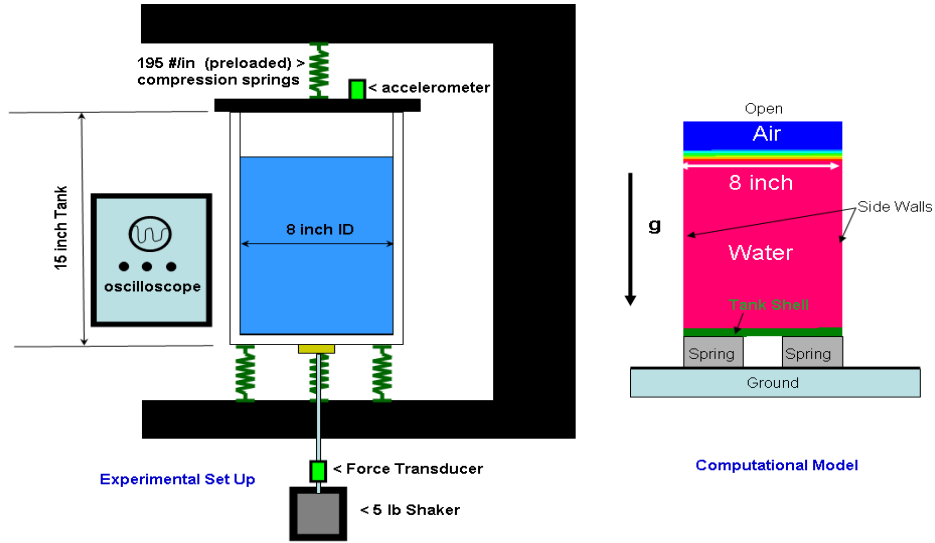 195 #/in (preloaded) >
compression springs
< accelerometer
15 inch Tank
8 inch ID
oscilloscope
< Force Transducer
Experimental Set Up
< 5 lb Shaker
Open
Air
8 inch
g
Side Walls
Water
Tank Shell
Spring
Spring
Ground
Computational Model